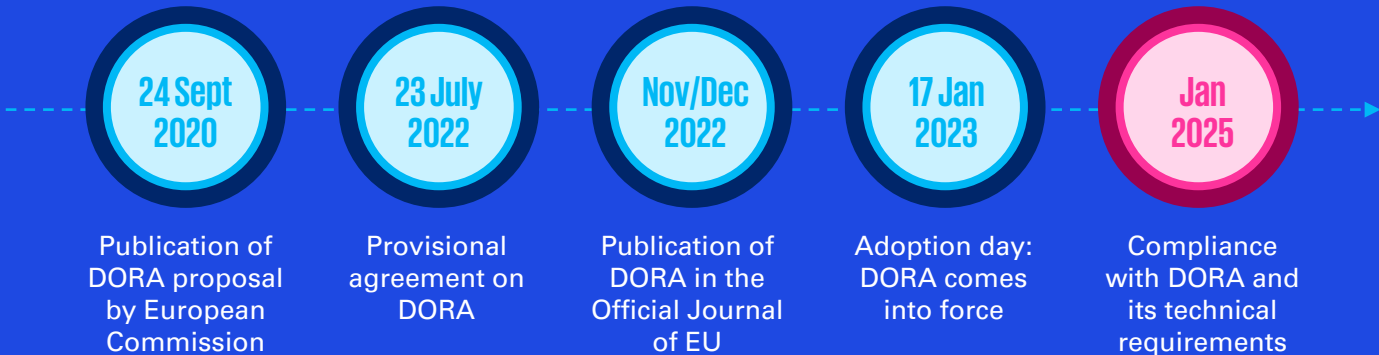 24 Sept
2020
Publication of
DORA proposal
by European
Commission
23 July
2022
Provisional
agreement on
DORA
Nov/Dec
2022
Publication of
DORA in the
Official Journal
of EU
17 Jan
2023
Adoption day:
DORA comes
into force
Jan
2025
Compliance
with DORA and
its technical
requirements